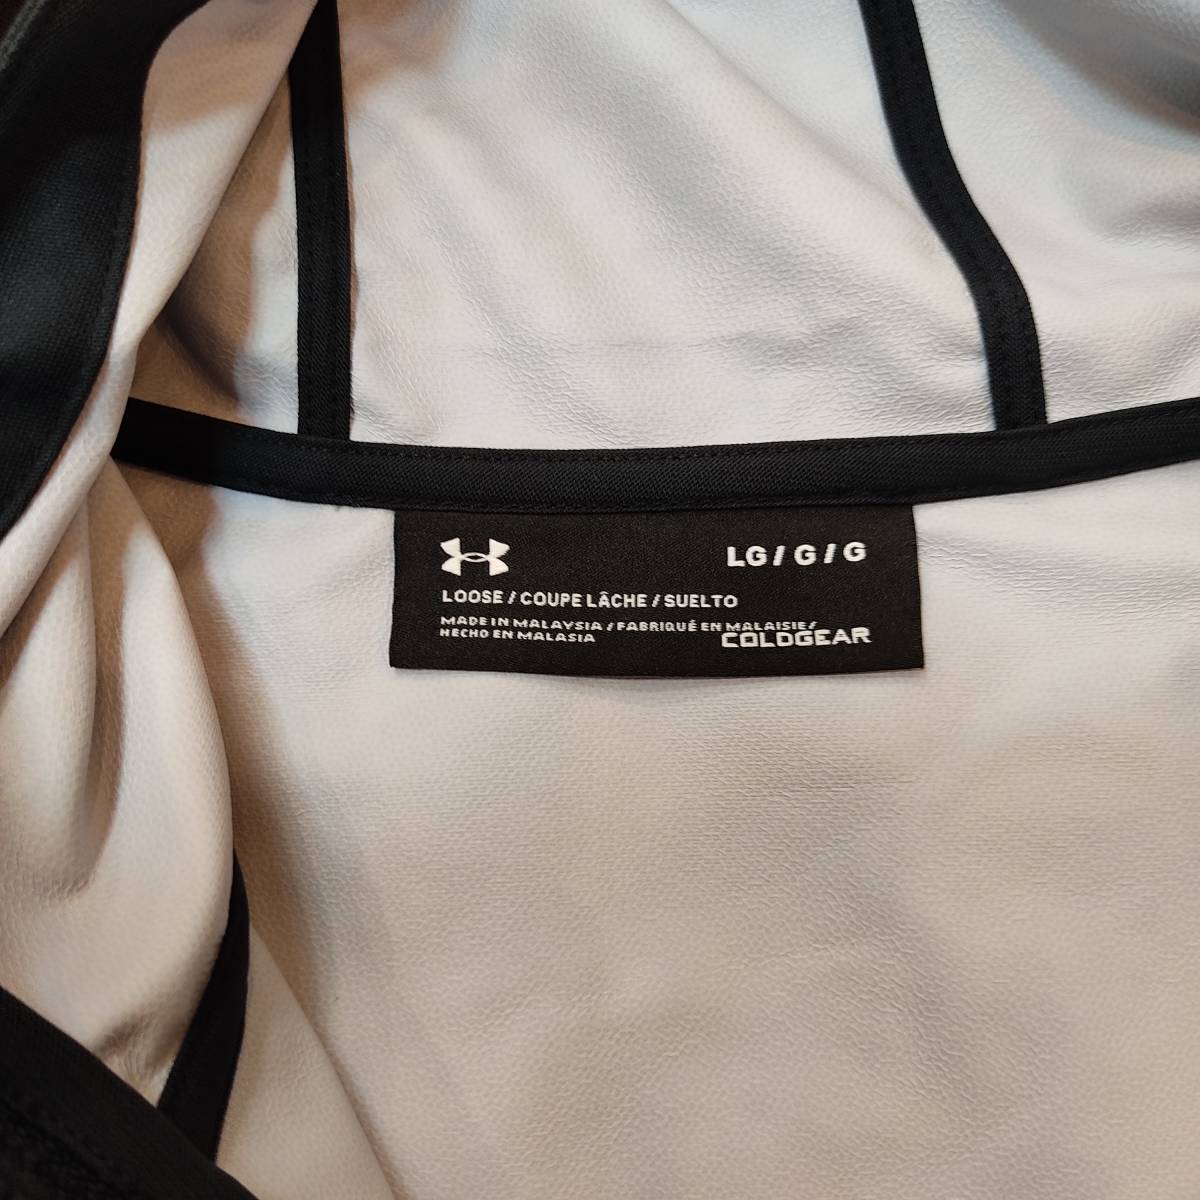 LG / G / G
LOOSE / COUPE LÂCHE / SUELTO
MADE IN MALAYSIA / FABRIQUÉ EN MALAISIE /
HECHO EN MALASIA
COLDGEAR